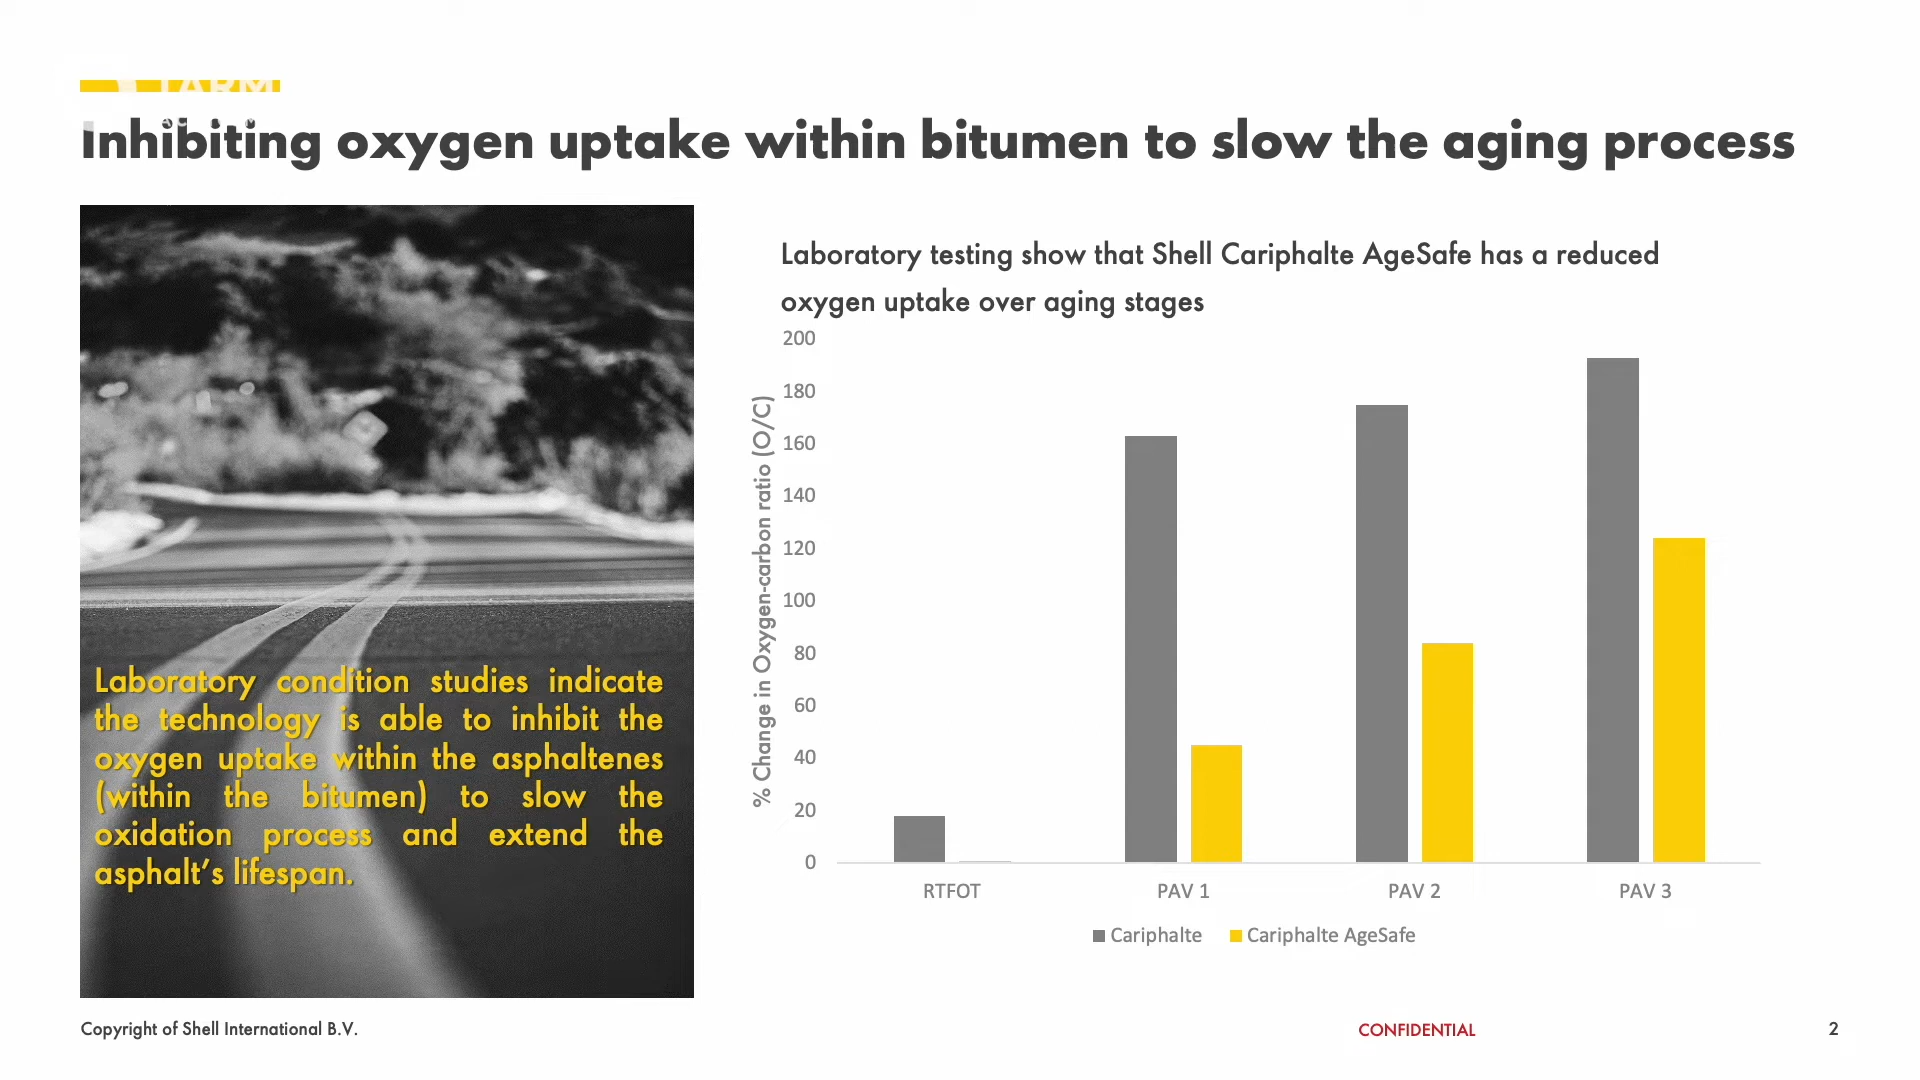 Inhibiting oxygen uptake within bitumen to slow the aging process
Laboratory condition studies indicate
the technology is able to inhibit the
oxygen uptake within the asphaltenes
(within the bitumen) to slow the
oxidation process and extend the
asphalt's lifespan.
Laboratory testing show that Shell Cariphalte AgeSafe has a reduced
oxygen uptake over aging stages
% Change in Oxygen-carbon ratio (O/C)
200
180
160
140
120
100
80
60
40
20
0
RTFOT PAV 1 PAV 2 PAV 3
Cariphalte Cariphalte AgeSafe
Copyright of Shell International B.V. CONFIDENTIAL 2